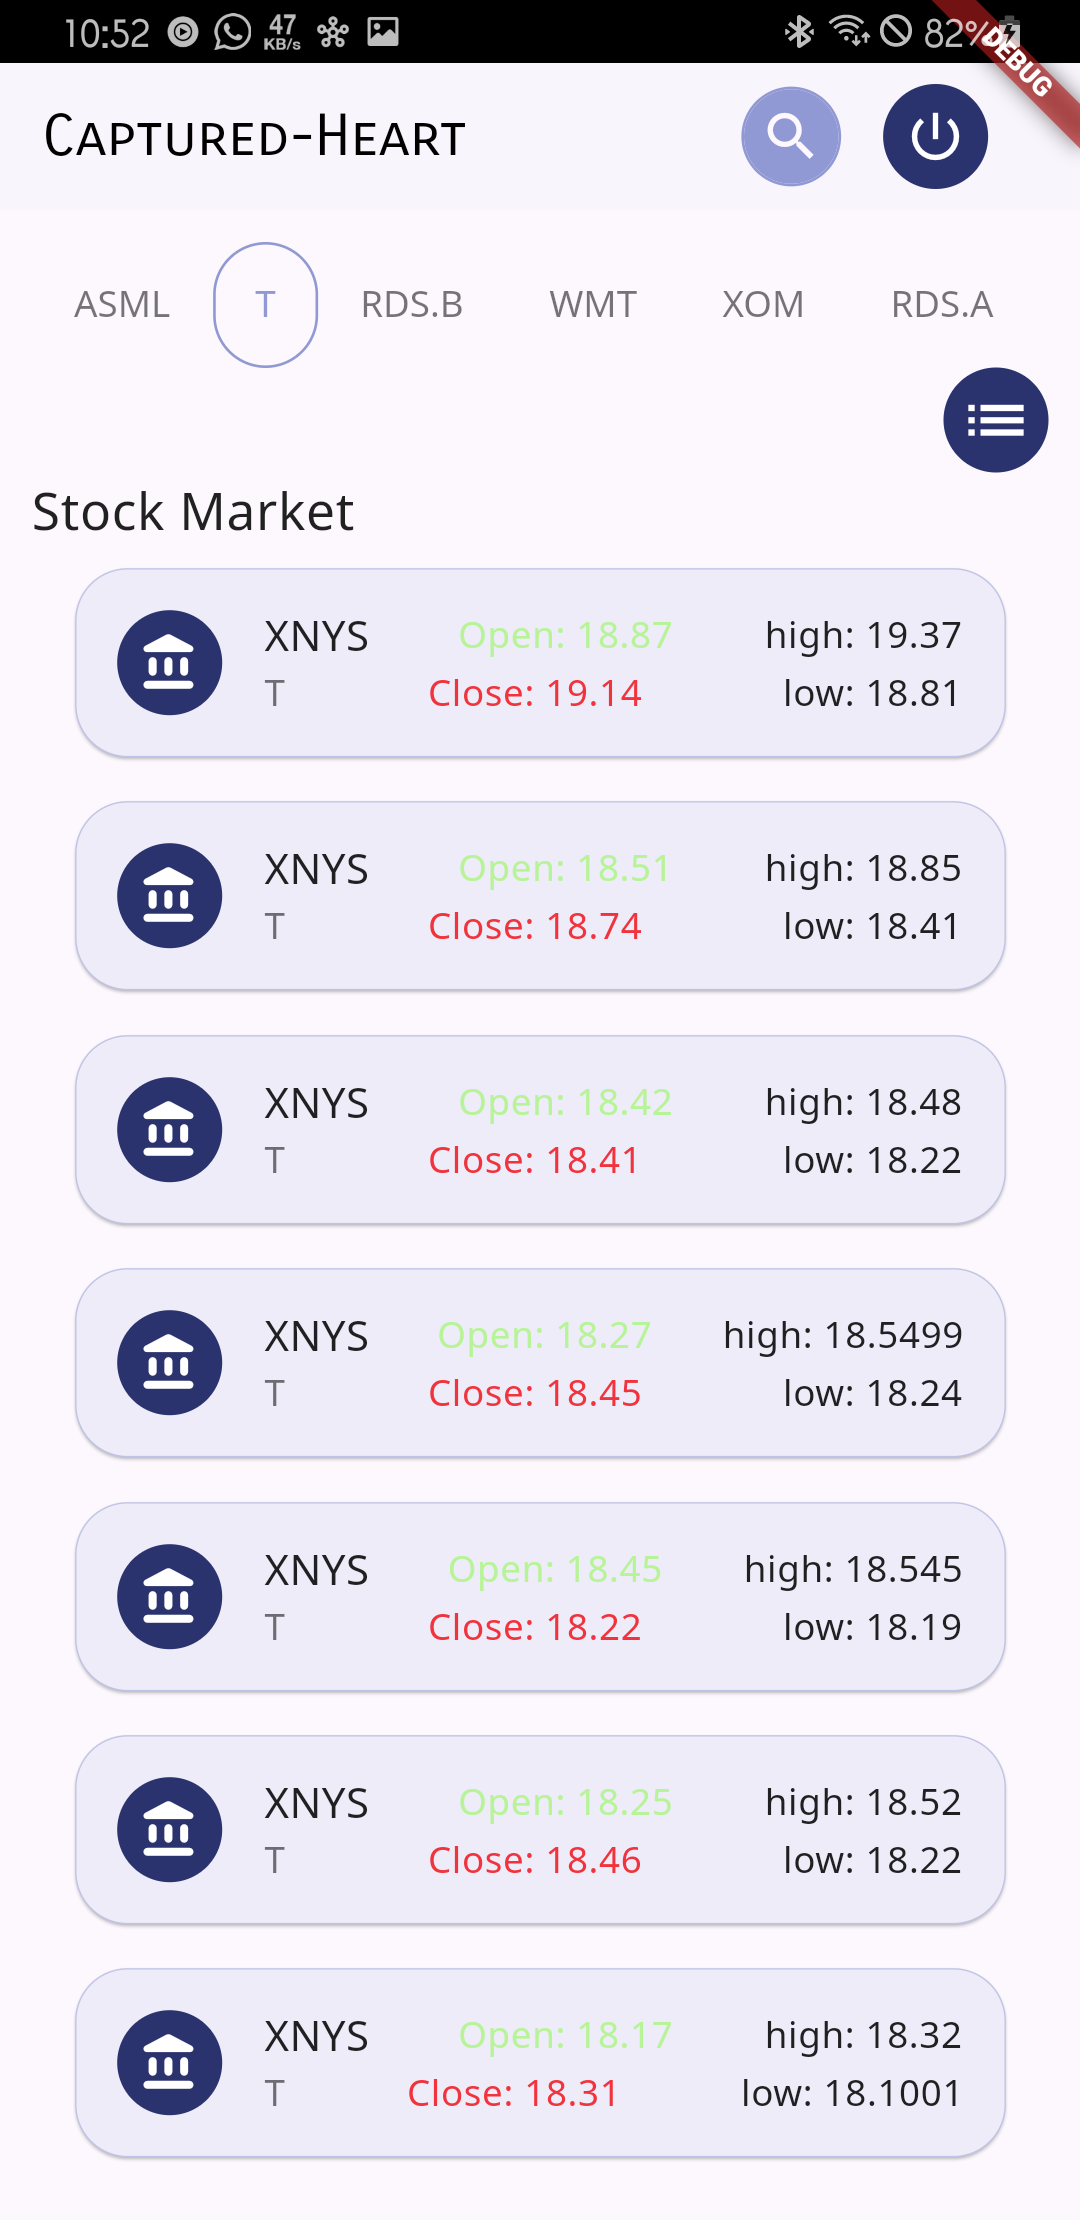 10:52 47 KB/s 82%
DEBUG
Captured-Heart
ASML T RDS.B WMT XOM RDS.A
Stock Market
XNYS Open: 18.87 high: 19.37
T Close: 19.14 low: 18.81
XNYS Open: 18.51 high: 18.85
T Close: 18.74 low: 18.41
XNYS Open: 18.42 high: 18.48
T Close: 18.41 low: 18.22
XNYS Open: 18.27 high: 18.5499
T Close: 18.45 low: 18.24
XNYS Open: 18.45 high: 18.545
T Close: 18.22 low: 18.19
XNYS Open: 18.25 high: 18.52
T Close: 18.46 low: 18.22
XNYS Open: 18.17 high: 18.32
T Close: 18.31 low: 18.1001